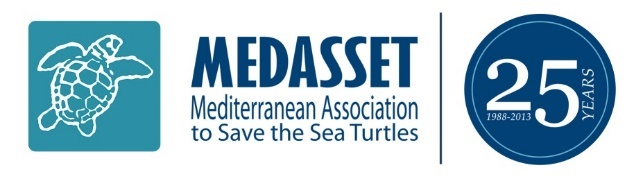 MEDASSET
Mediterranean Association
to Save the Sea Turtles
25
1988-2013
YEARS